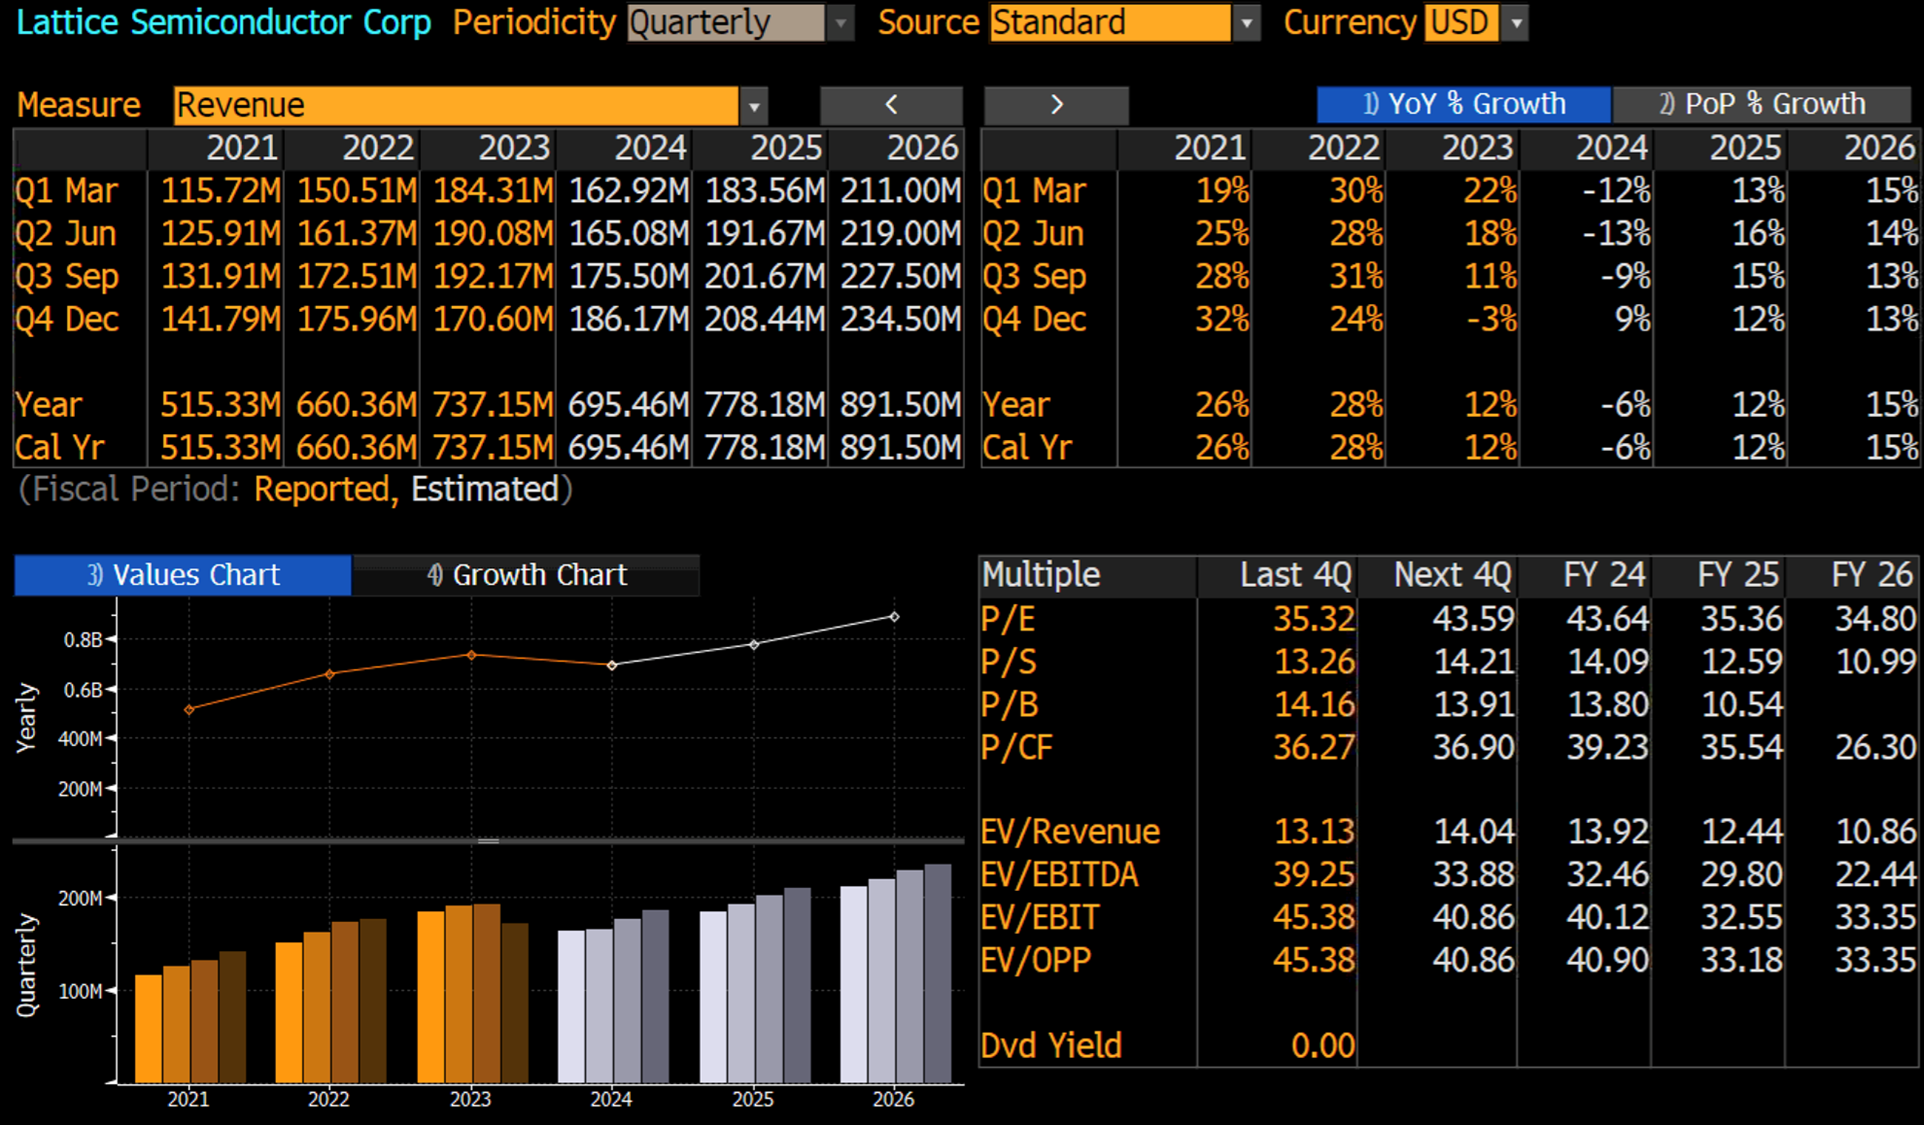 Lattice Semiconductor Corp Periodicity Quarterly Source Standard Currency USD
Measure Revenue < > 1) YoY % Growth 2) PoP % Growth
2021 2022 2023 2024 2025 2026 2021 2022 2023 2024 2025 2026
Q1 Mar 115.72M 150.51M 184.31M 162.92M 183.56M 211.00M Q1 Mar 19% 30% 22% -12% 13% 15%
Q2 Jun 125.91M 161.37M 190.08M 165.08M 191.67M 219.00M Q2 Jun 25% 28% 18% -13% 16% 14%
Q3 Sep 131.91M 172.51M 192.17M 175.50M 201.67M 227.50M Q3 Sep 28% 31% 11% -9% 15% 13%
Q4 Dec 141.79M 175.96M 170.60M 186.17M 208.44M 234.50M Q4 Dec 32% 24% -3% 9% 12% 13%
Year 515.33M 660.36M 737.15M 695.46M 778.18M 891.50M Year 26% 28% 12% -6% 12% 15%
Cal Yr 515.33M 660.36M 737.15M 695.46M 778.18M 891.50M Cal Yr 26% 28% 12% -6% 12% 15%
(Fiscal Period: Reported, Estimated)
3) Values Chart 4) Growth Chart
Yearly
0.8B
0.6B
400M
200M
Quarterly
200M
100M
2021 2022 2023 2024 2025 2026
Multiple Last 4Q Next 4Q FY 24 FY 25 FY 26
P/E 35.32 43.59 43.64 35.36 34.80
P/S 13.26 14.21 14.09 12.59 10.99
P/B 14.16 13.91 13.80 10.54
P/CF 36.27 36.90 39.23 35.54 26.30
EV/Revenue 13.13 14.04 13.92 12.44 10.86
EV/EBITDA 39.25 33.88 32.46 29.80 22.44
EV/EBIT 45.38 40.86 40.12 32.55 33.35
EV/OPP 45.38 40.86 40.90 33.18 33.35
Dvd Yield 0.00